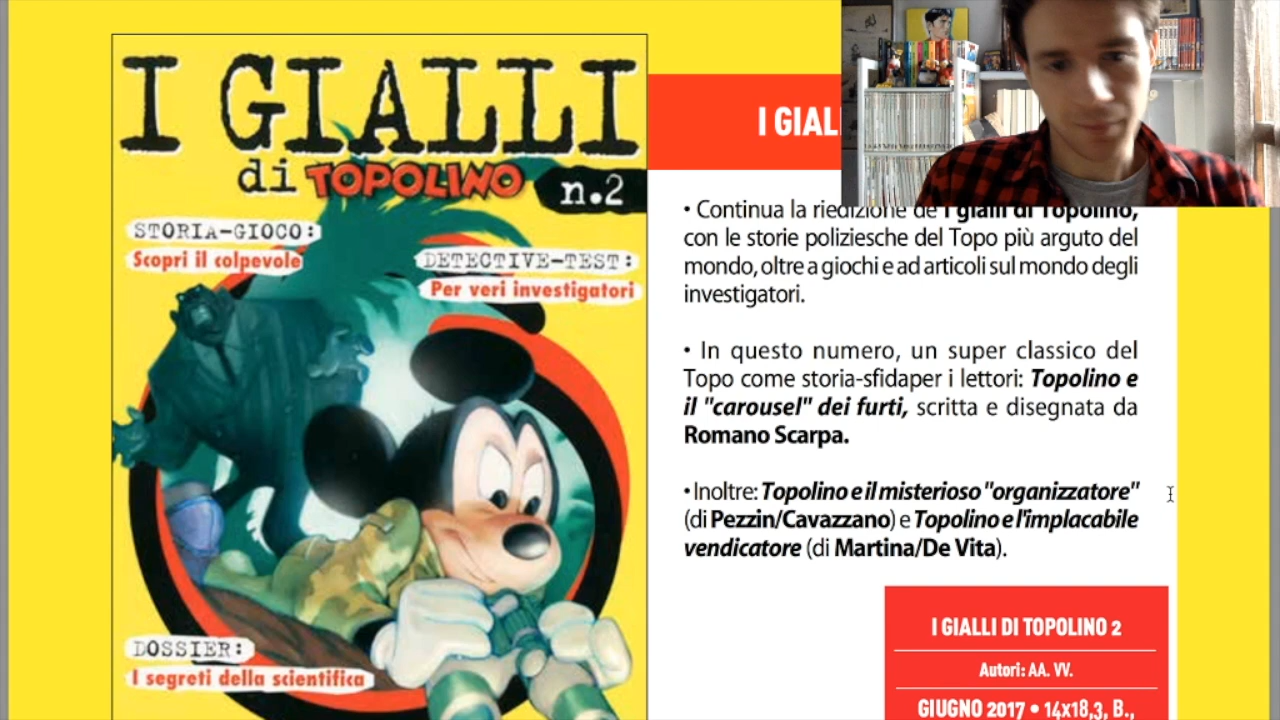 I GIALLI
di TOPOLINO n.2
STORIA-GIOCO:
Scopri il colpevole
DETECTIVE-TEST:
Per veri investigatori
DOSSIER:
I segreti della scientifica
I GIAL
• Continua la riedizione de I gialli di Topolino,
con le storie poliziesche del Topo più arguto del
mondo, oltre a giochi e ad articoli sul mondo degli
investigatori.
• In questo numero, un super classico del
Topo come storia-sfidaper i lettori: Topolino e
il "carousel" dei furti, scritta e disegnata da
Romano Scarpa.
• Inoltre: Topolino e il misterioso "organizzatore"
(di Pezzin/Cavazzano) e Topolino e l'implacabile
vendicatore (di Martina/De Vita).
I GIALLI DI TOPOLINO 2
Autori: AA. VV.
GIUGNO 2017 • 14x18,3, B.,